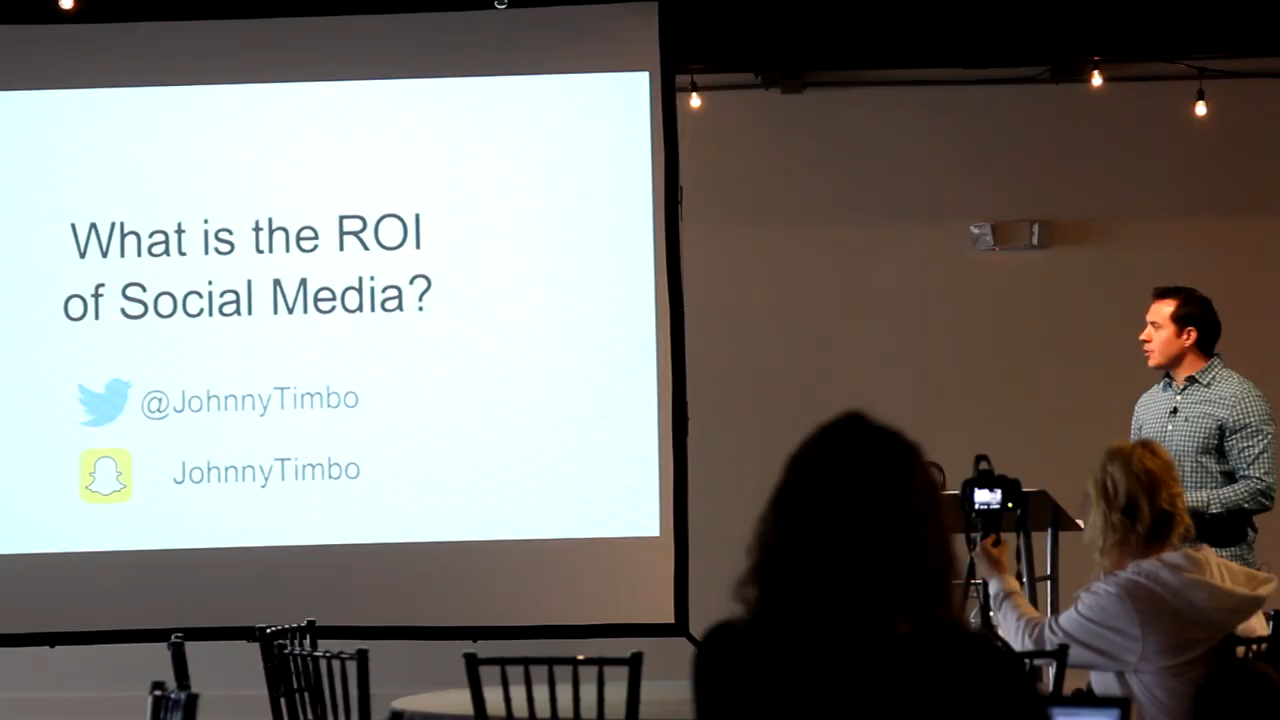 What is the ROI
of Social Media?
@JohnnyTimbo
JohnnyTimbo